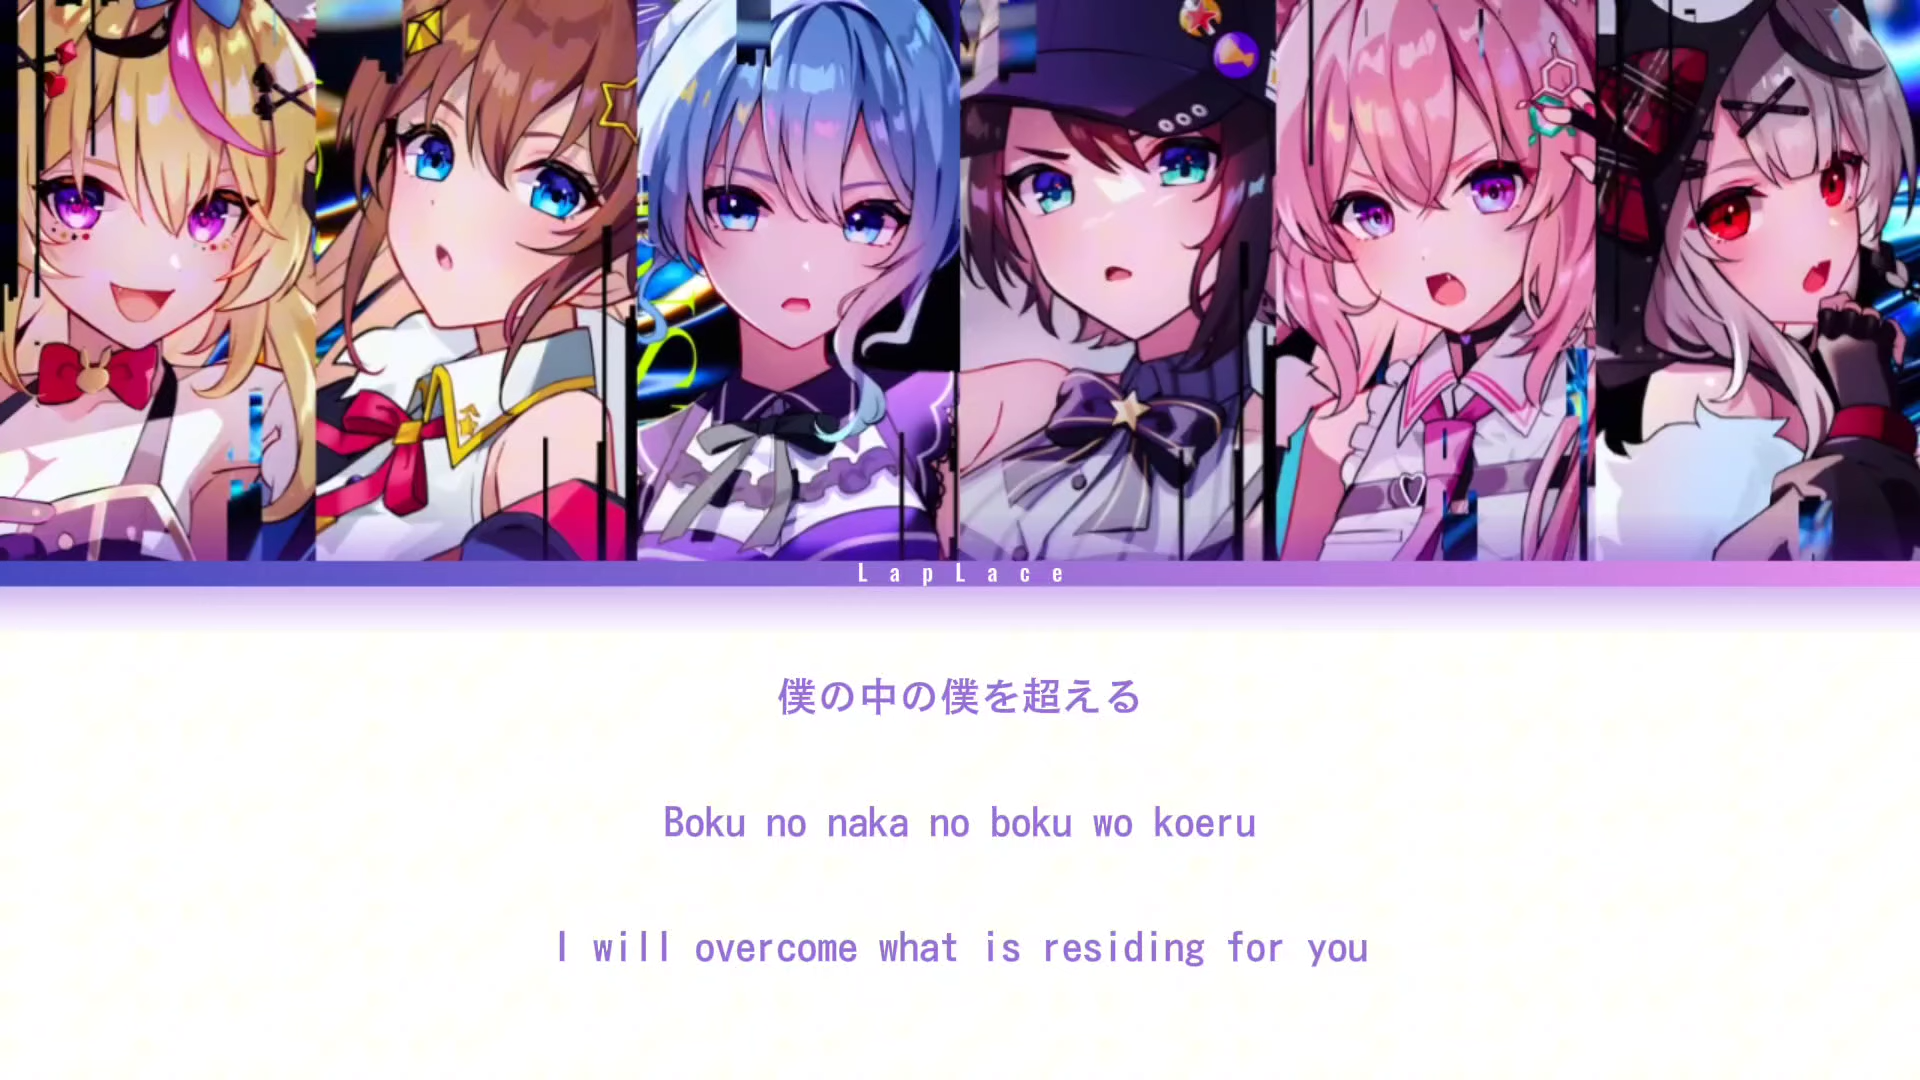 LapLace
僕の中の僕を超える
Boku no naka no boku wo koeru
I will overcome what is residing for you